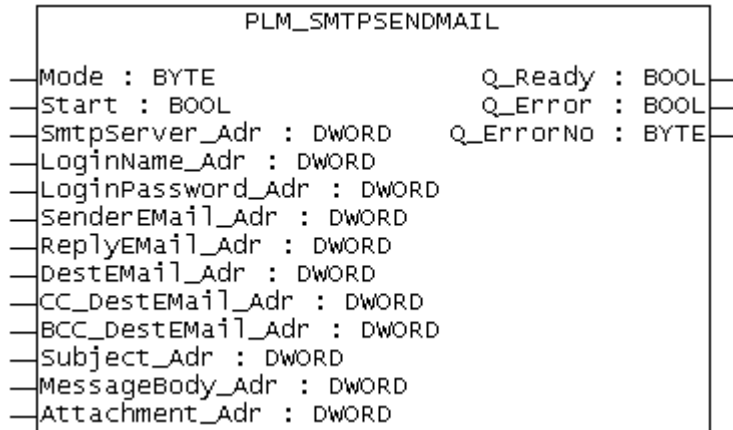 PLM_SMTPSENDMAIL
Mode : BYTE Q_Ready : BOOL
Start : BOOL Q_Error : BOOL
SmtpServer_Adr : DWORD Q_ErrorNo : BYTE
LoginName_Adr : DWORD
LoginPassword_Adr : DWORD
SenderEMail_Adr : DWORD
ReplyEMail_Adr : DWORD
DestEMail_Adr : DWORD
CC_DestEMail_Adr : DWORD
BCC_DestEMail_Adr : DWORD
Subject_Adr : DWORD
MessageBody_Adr : DWORD
Attachment_Adr : DWORD